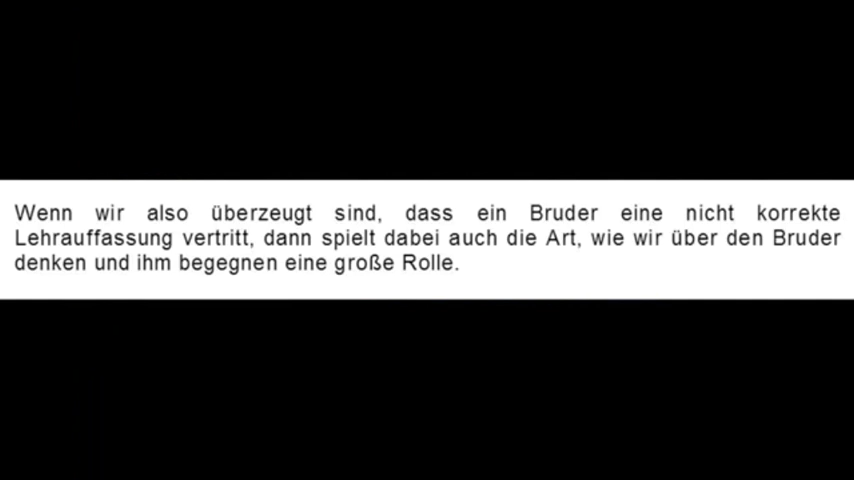 Wenn wir also überzeugt sind, dass ein Bruder eine nicht korrekte
Lehrauffassung vertritt, dann spielt dabei auch die Art, wie wir über den Bruder
denken und ihm begegnen eine große Rolle.